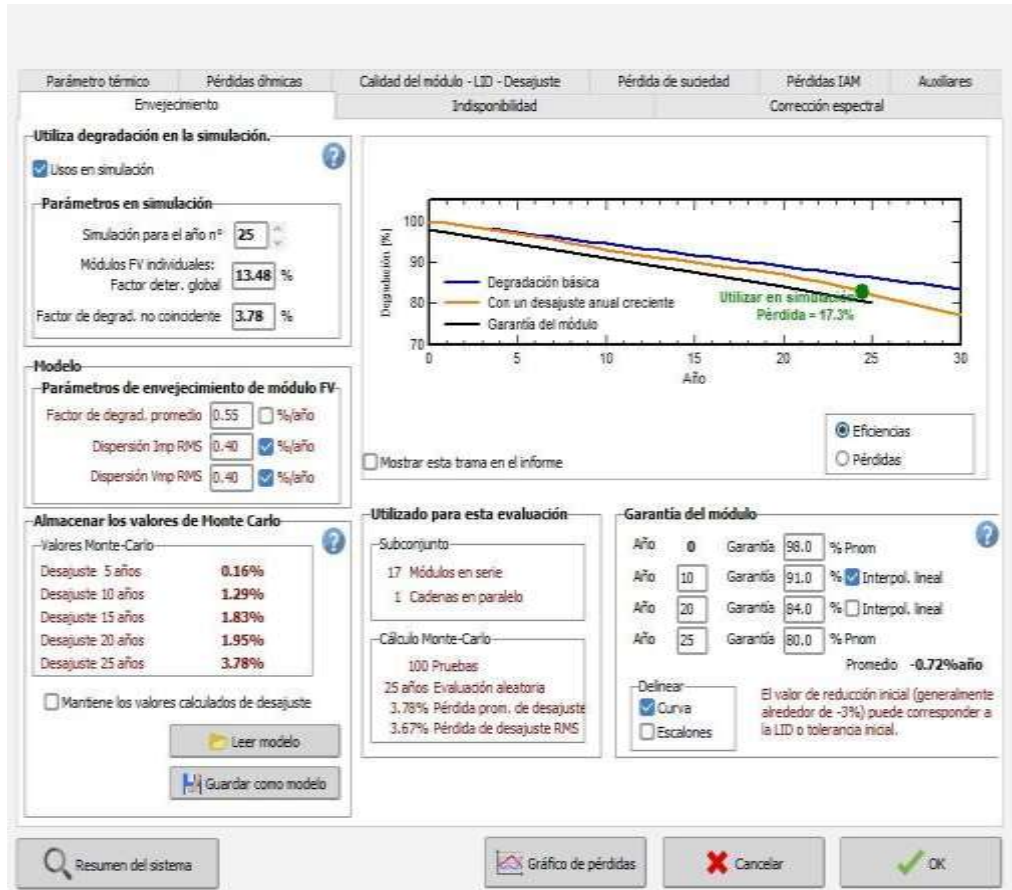 Parámetro térmico Pérdidas óhmicas Calidad del módulo - LID - Desajuste Pérdida de suciedad Pérdidas IAM Auxiliares
Envejecimiento Indisponibilidad Corrección espectral
Utiliza degradación en la simulación.
Usos en simulación
Parámetros en simulación
Simulación para el año nº 25
Módulos FV individuales:
Factor deter. global 13.48 %
Factor de degrad. no coincidente 3.78 %
Modelo
Parámetros de envejecimiento de módulo FV
Factor de degrad. promedio 0.55 %/año
Dispersión Imp RMS 0.40 %/año
Dispersión Vmp RMS 0.40 %/año
Almacenar los valores de Monte Carlo
Valores Monte-Carlo
Desajuste 5 años 0.16%
Desajuste 10 años 1.29%
Desajuste 15 años 1.83%
Desajuste 20 años 1.95%
Desajuste 25 años 3.78%
Mantiene los valores calculados de desajuste
Leer modelo
Guardar como modelo
Degradación [%]
100
90
80
70
0 5 10 15 20 25 30
Año
Degradación básica
Con un desajuste anual creciente
Garantía del módulo
Utilizar en simulación
Pérdida = 17.3%
Mostrar esta trama en el informe
Eficiencias
Pérdidas
Utilizado para esta evaluación
Subconjunto
17 Módulos en serie
1 Cadenas en paralelo
Cálculo Monte-Carlo
100 Pruebas
25 años Evaluación aleatoria
3.78% Pérdida prom. de desajuste
3.67% Pérdida de desajuste RMS
Garantía del módulo
Año 0 Garantía 98.0 % Pnom
Año 10 Garantía 91.0 % Interpol. lineal
Año 20 Garantía 84.0 % Interpol. lineal
Año 25 Garantía 80.0 % Pnom
Promedio -0.72%año
Delinear
Curva
Escalones
El valor de reducción inicial (generalmente
alrededor de -3%) puede corresponder a
la LID o tolerancia inicial.
Resumen del sistema Gráfico de pérdidas Cancelar OK